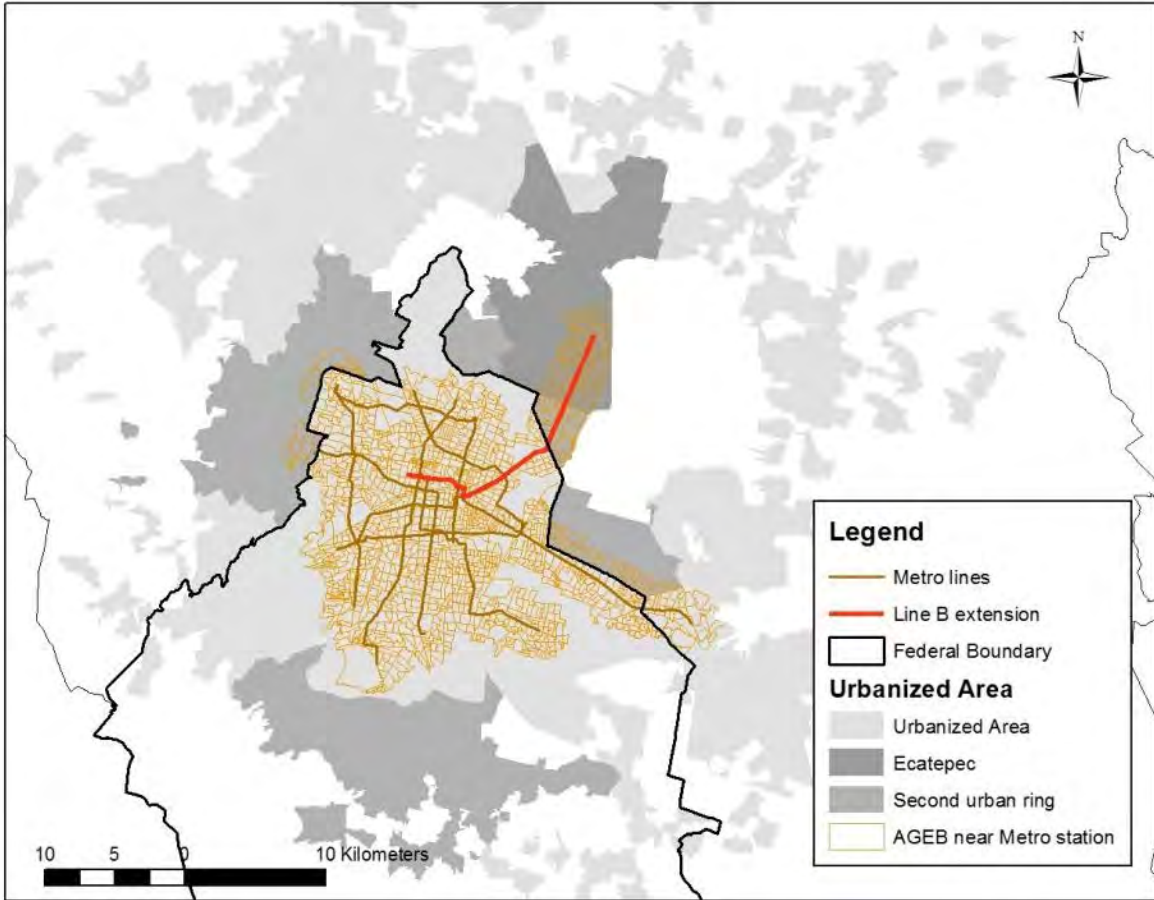 N
Legend
Metro lines
Line B extension
Federal Boundary
Urbanized Area
Urbanized Area
Ecatepec
Second urban ring
AGEB near Metro station
10 5 0 10 Kilometers